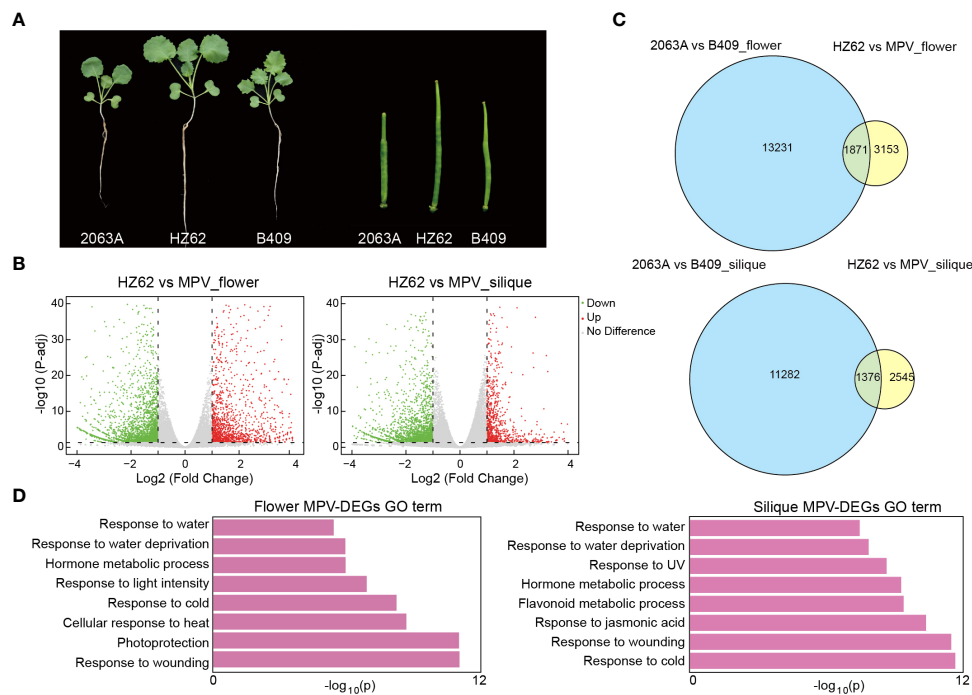 A
2063A HZ62 B409 2063A HZ62 B409
B
HZ62 vs MPV_flower
-log10 (P-adj)
40
30
20
10
0
-4 -2 0 2 4
Log2 (Fold Change)
HZ62 vs MPV_silique
-log10 (P-adj)
40
30
20
10
0
-4 -2 0 2 4
Log2 (Fold Change)
Down
Up
No Difference
C
2063A vs B409_flower
HZ62 vs MPV_flower
13231 1871 3153
2063A vs B409_silique
HZ62 vs MPV_silique
11282 1376 2545
D
Flower MPV-DEGs GO term
Response to water
Response to water deprivation
Hormone metabolic process
Response to light intensity
Response to cold
Cellular response to heat
Photoprotection
Response to wounding
-log10(p)
12
Silique MPV-DEGs GO term
Response to water
Response to water deprivation
Response to UV
Hormone metabolic process
Flavonoid metabolic process
Rsponse to jasmonic acid
Response to wounding
Response to cold
-log10(p)
12